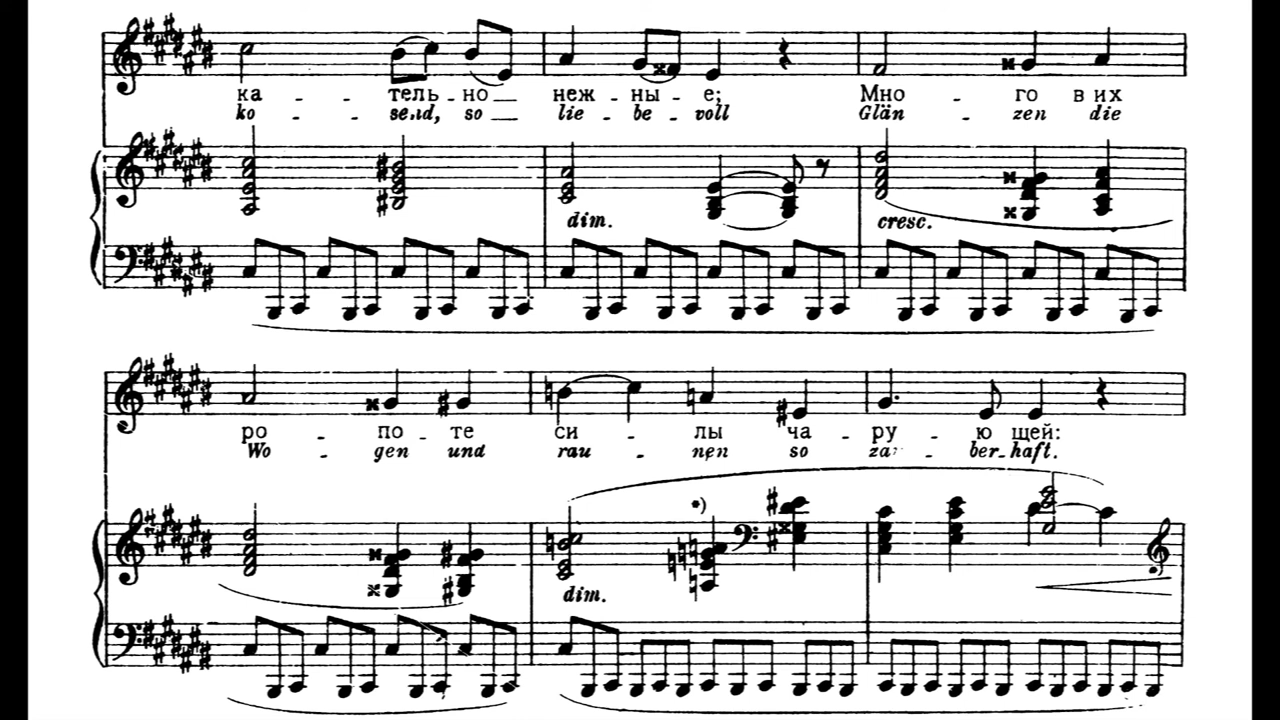 ка - - тель - но неж - ны - е; Мно - го в их
ko - - send, so lie - be - voll Glän - zen die
dim. cresc.
ро - по - те си - лы ча - ру - ю щей:
Wo - gen und rau - nen so zau- ber-haft.
*)
dim.